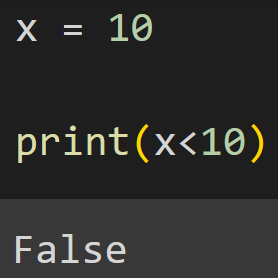 x = 10
print(x<10)
False